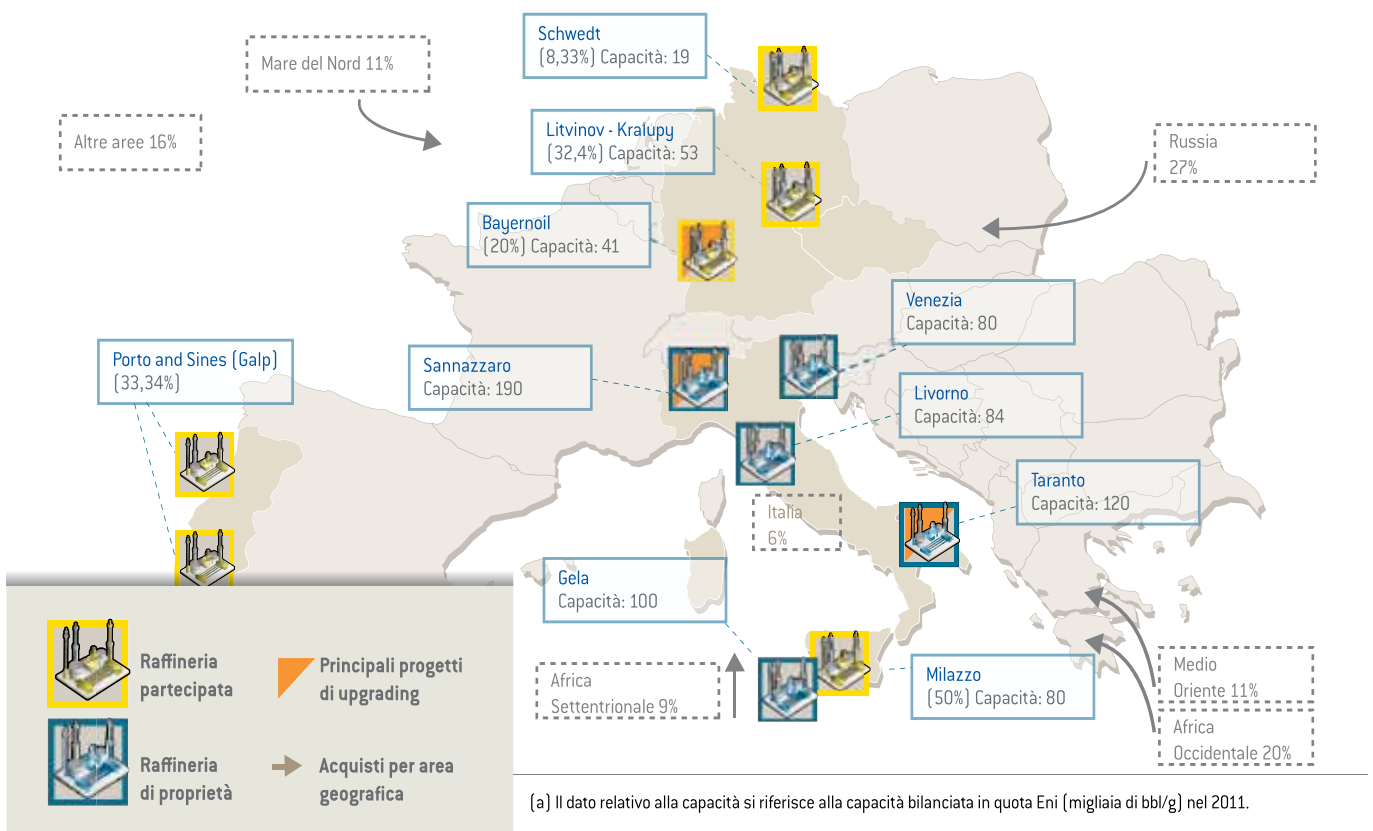 Schwedt
(8,33%) Capacità: 19
Mare del Nord 11%
Altre aree 16%
Litvinov - Kralupy
(32,4%) Capacità: 53
Russia
27%
Bayernoil
(20%) Capacità: 41
Venezia
Capacità: 80
Porto and Sines (Galp)
(33,34%)
Sannazzaro
Capacità: 190
Livorno
Capacità: 84
Taranto
Capacità: 120
Italia
6%
Gela
Capacità: 100
Africa
Settentrionale 9%
Milazzo
(50%) Capacità: 80
Medio
Oriente 11%
Africa
Occidentale 20%
Raffineria
partecipata
Principali progetti
di upgrading
Raffineria
di proprietà
Acquisti per area
geografica
(a) Il dato relativo alla capacità si riferisce alla capacità bilanciata in quota Eni (migliaia di bbl/g) nel 2011.